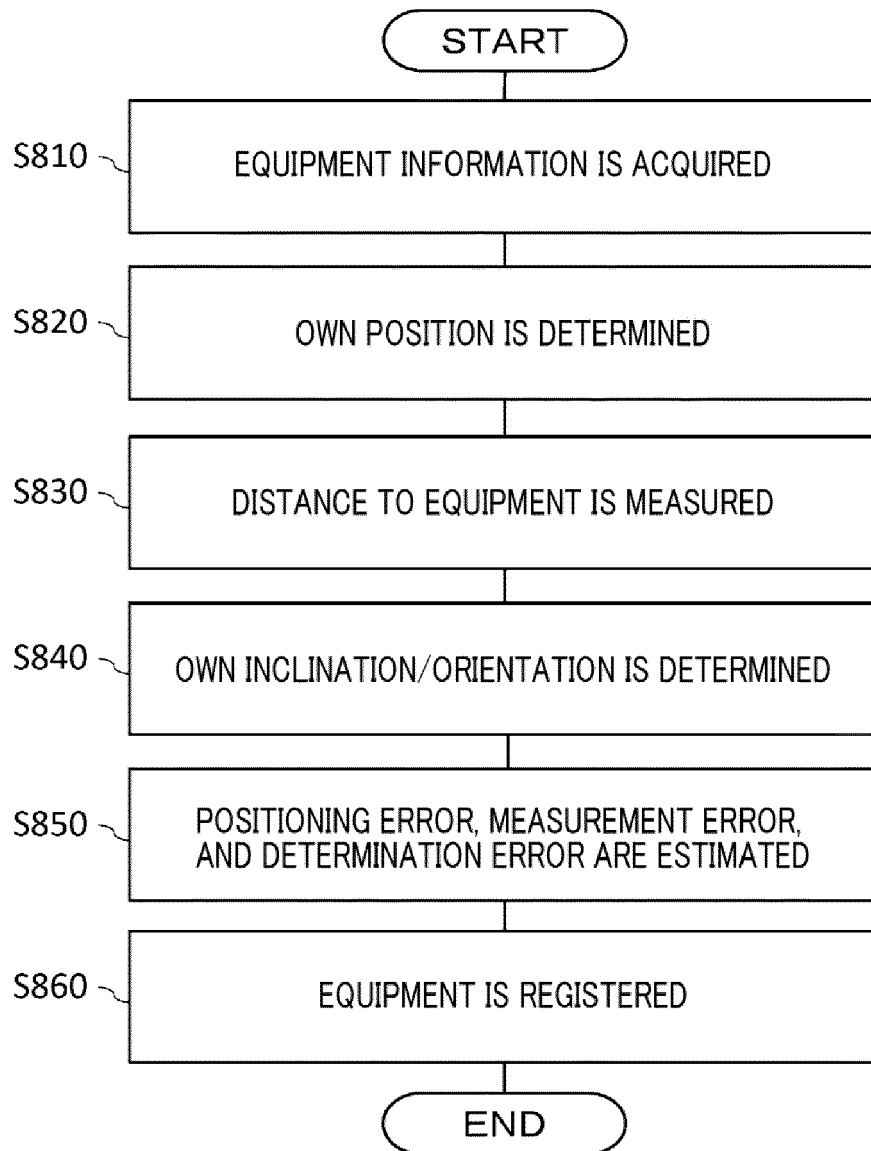 START
S810
EQUIPMENT INFORMATION IS ACQUIRED
S820
OWN POSITION IS DETERMINED
S830
DISTANCE TO EQUIPMENT IS MEASURED
S840
OWN INCLINATION/ORIENTATION IS DETERMINED
S850
POSITIONING ERROR, MEASUREMENT ERROR,
AND DETERMINATION ERROR ARE ESTIMATED
S860
EQUIPMENT IS REGISTERED
END